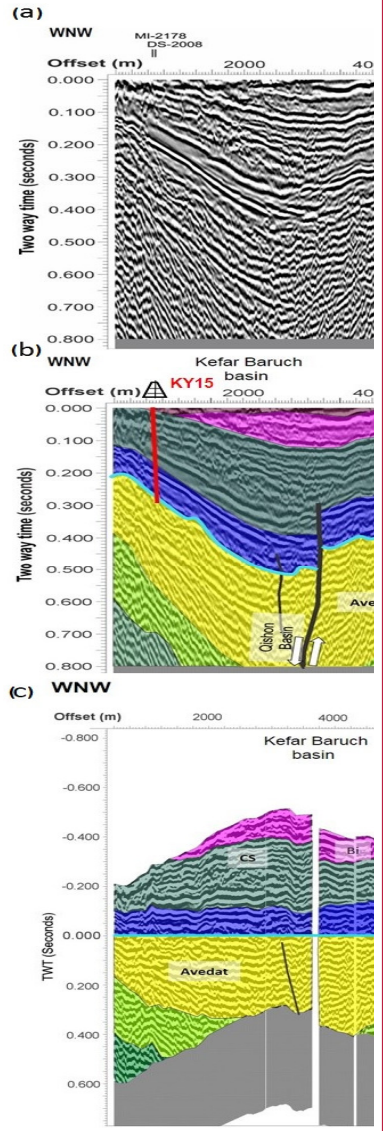 (a)
WNW
MI-2178
DS-2008
Offset (m)
2000
40
0.000
0.100
0.200
0.300
0.400
0.500
0.600
0.700
0.800
Two way time (seconds)
(b)
WNW
Kefar Baruch
basin
Offset (m)
KY15
2000
40
0.000
0.100
0.200
0.300
0.400
0.500
0.600
0.700
0.800
Two way time (seconds)
Ave
Qishon
Basin
(c)
WNW
Offset (m)
2000
4000
Kefar Baruch
basin
-0.800
-0.600
-0.400
-0.200
0.000
0.200
0.400
0.600
TWT (Seconds)
CS
Bi
Avedat